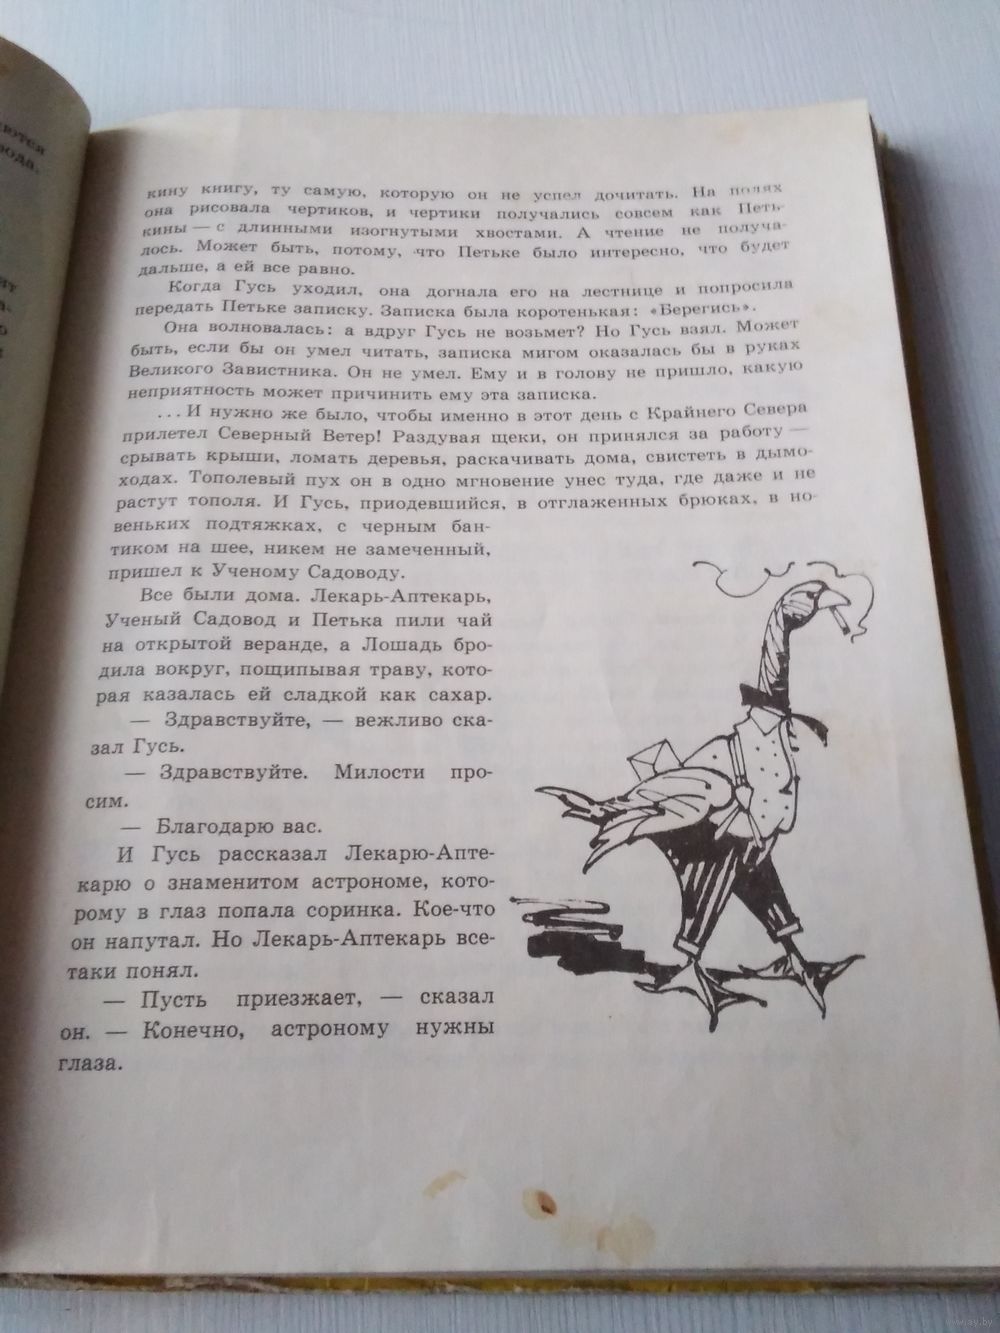 ются
рода.
кину книгу, ту самую, которую он не успел дочитать. На полях
она рисовала чертиков, и чертики получались совсем как Петь-
кины — с длинными изогнутыми хвостами. А чтение не получа-
лось. Может быть, потому, что Петьке было интересно, что будет
дальше, а ей все равно.
Когда Гусь уходил, она догнала его на лестнице и попросила
передать Петьке записку. Записка была коротенькая: «Берегись».
Она волновалась: а вдруг Гусь не возьмет? Но Гусь взял. Может
быть, если бы он умел читать, записка мигом оказалась бы в руках
Великого Завистника. Он не умел. Ему и в голову не пришло, какую
неприятность может причинить ему эта записка.
...И нужно же было, чтобы именно в этот день с Крайнего Севера
прилетел Северный Ветер! Раздувая щеки, он принялся за работу —
срывать крыши, ломать деревья, раскачивать дома, свистеть в дымо-
ходах. Тополевый пух он в одно мгновение унес туда, где даже и не
растут тополя. И Гусь, приодевшийся, в отглаженных брюках, в но-
веньких подтяжках, с черным бан-
тиком на шее, никем не замеченный,
пришел к Ученому Садоводу.
Все были дома. Лекарь-Аптекарь,
Ученый Садовод и Петька пили чай
на открытой веранде, а Лошадь бро-
дила вокруг, пощипывая траву, кото-
рая казалась ей сладкой как сахар.
— Здравствуйте, — вежливо ска-
зал Гусь.
— Здравствуйте. Милости про-
сим.
— Благодарю вас.
И Гусь рассказал Лекарю-Апте-
карю о знаменитом астрономе, кото-
рому в глаз попала соринка. Кое-что
он напутал. Но Лекарь-Аптекарь все-
таки понял.
— Пусть приезжает, — сказал
он. — Конечно, астроному нужны
глаза.
www.ay.by